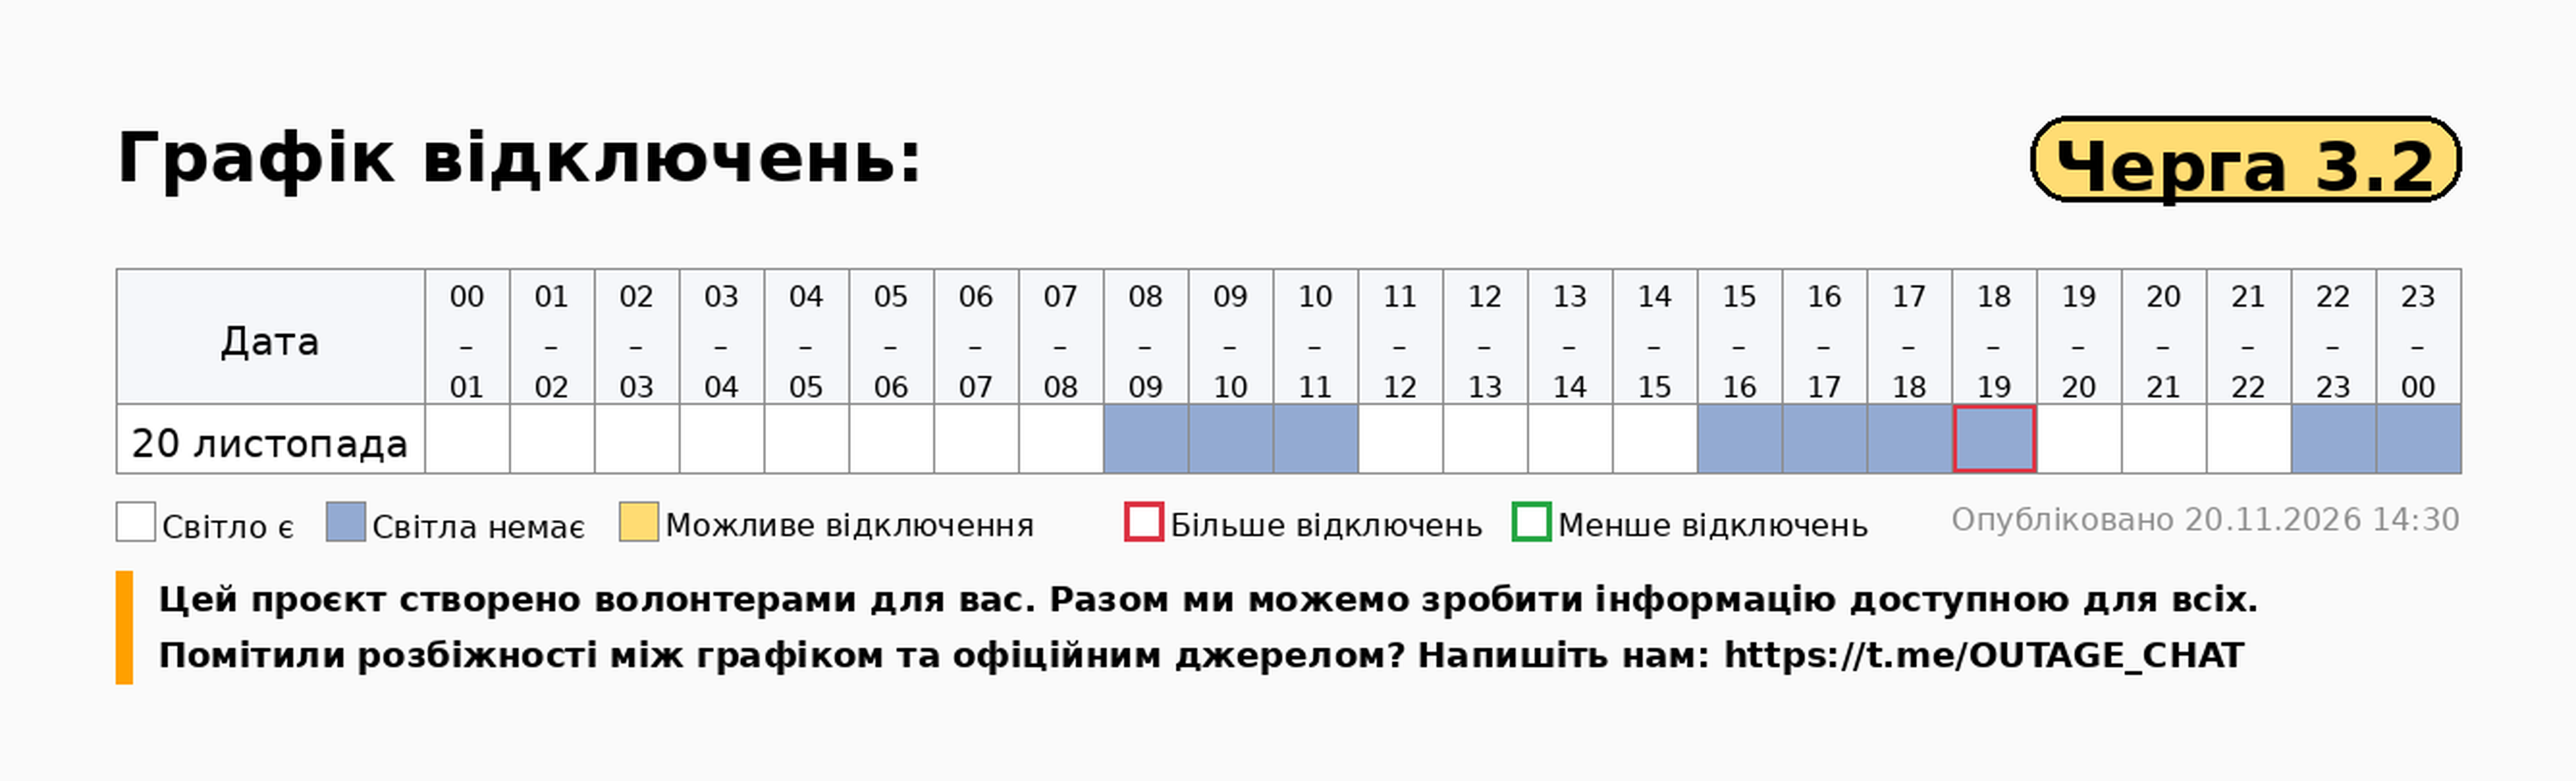 Графік відключень:
Черга 3.2
Дата 00–01 01–02 02–03 03–04 04–05 05–06 06–07 07–08 08–09 09–10 10–11 11–12 12–13 13–14 14–15 15–16 16–17 17–18 18–19 19–20 20–21 21–22 22–23 23–00
20 листопада
Світло є Світла немає Можливе відключення Більше відключень Менше відключень Опубліковано 20.11.2026 14:30
Цей проєкт створено волонтерами для вас. Разом ми можемо зробити інформацію доступною для всіх.
Помітили розбіжності між графіком та офіційним джерелом? Напишіть нам: https://t.me/OUTAGE_CHAT